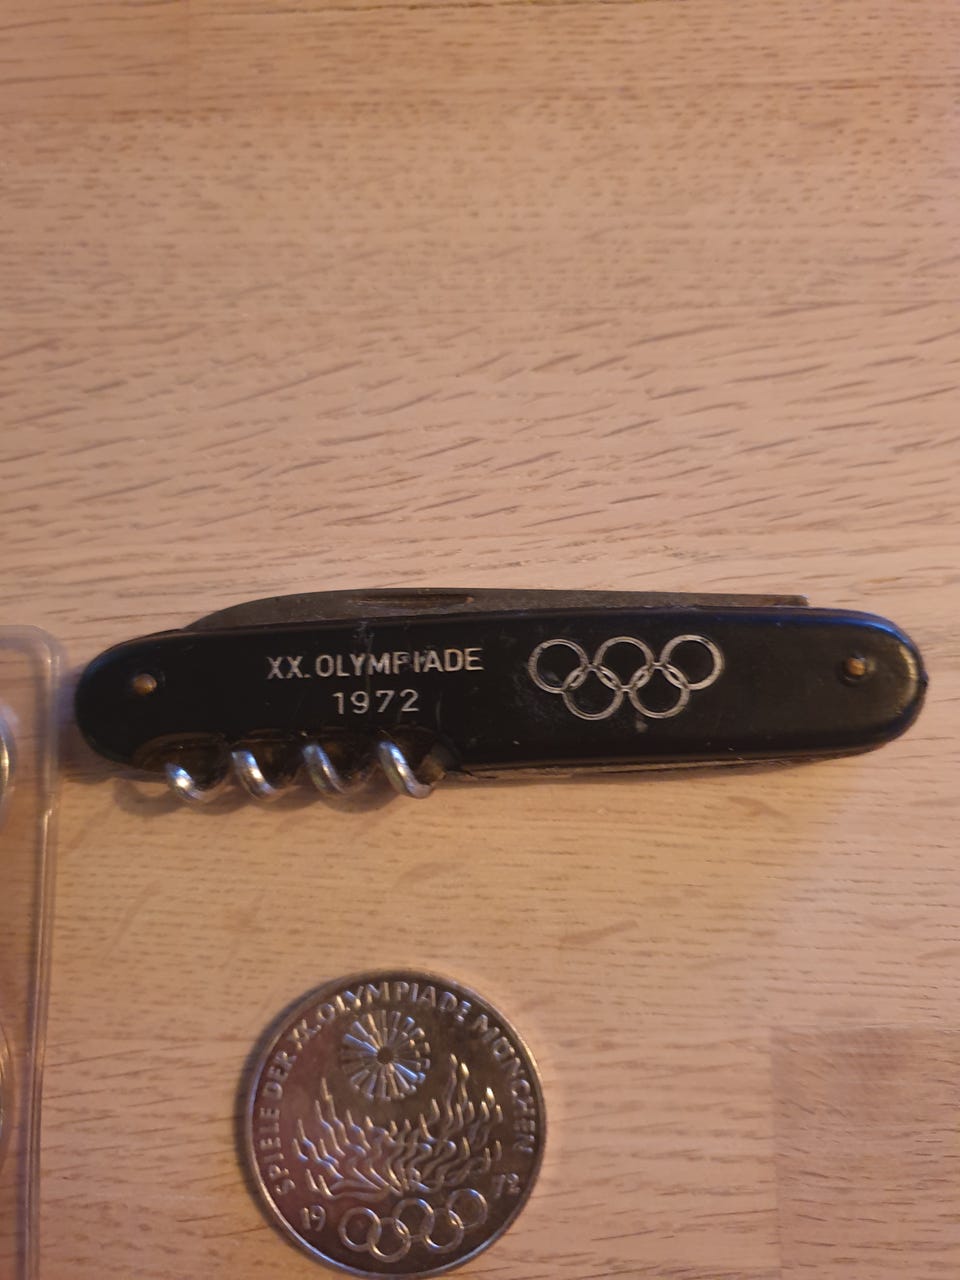 XX. OLYMPIADE
1972
SPIELE DER XX. OLYMPIADE MÜNCHEN
19 72